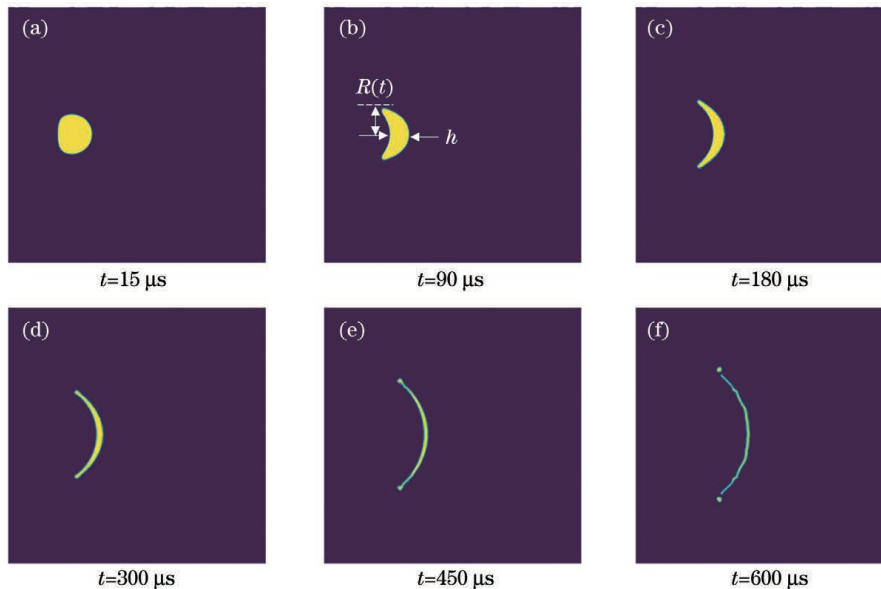 (a)
(b)
(c)
R(t)
h
t=15 μs
t=90 μs
t=180 μs
(d)
(e)
(f)
t=300 μs
t=450 μs
t=600 μs